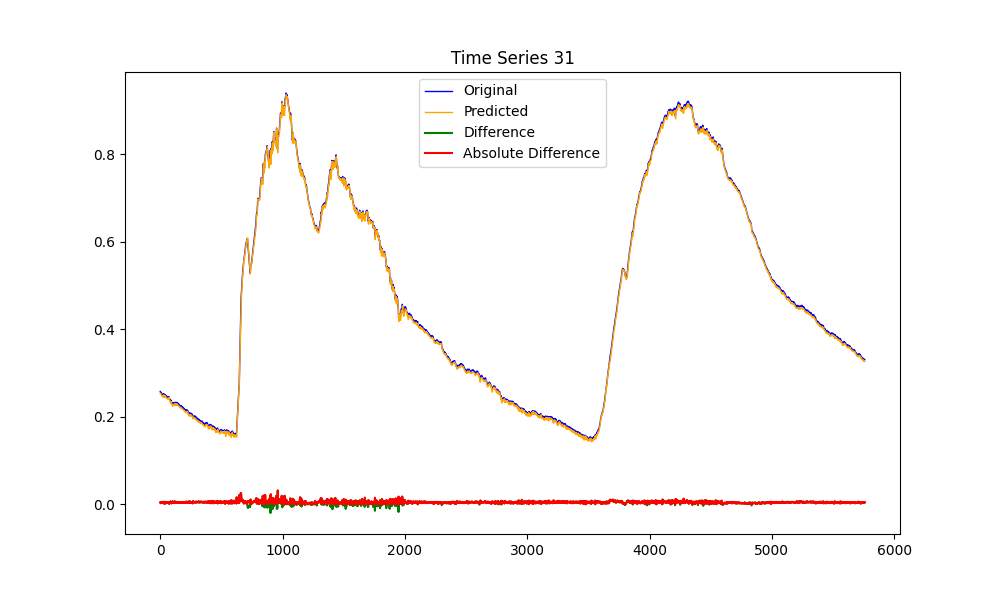 Time Series 31
Original
Predicted
Difference
Absolute Difference
0.8
0.6
0.4
0.2
0.0
0 1000 2000 3000 4000 5000 6000